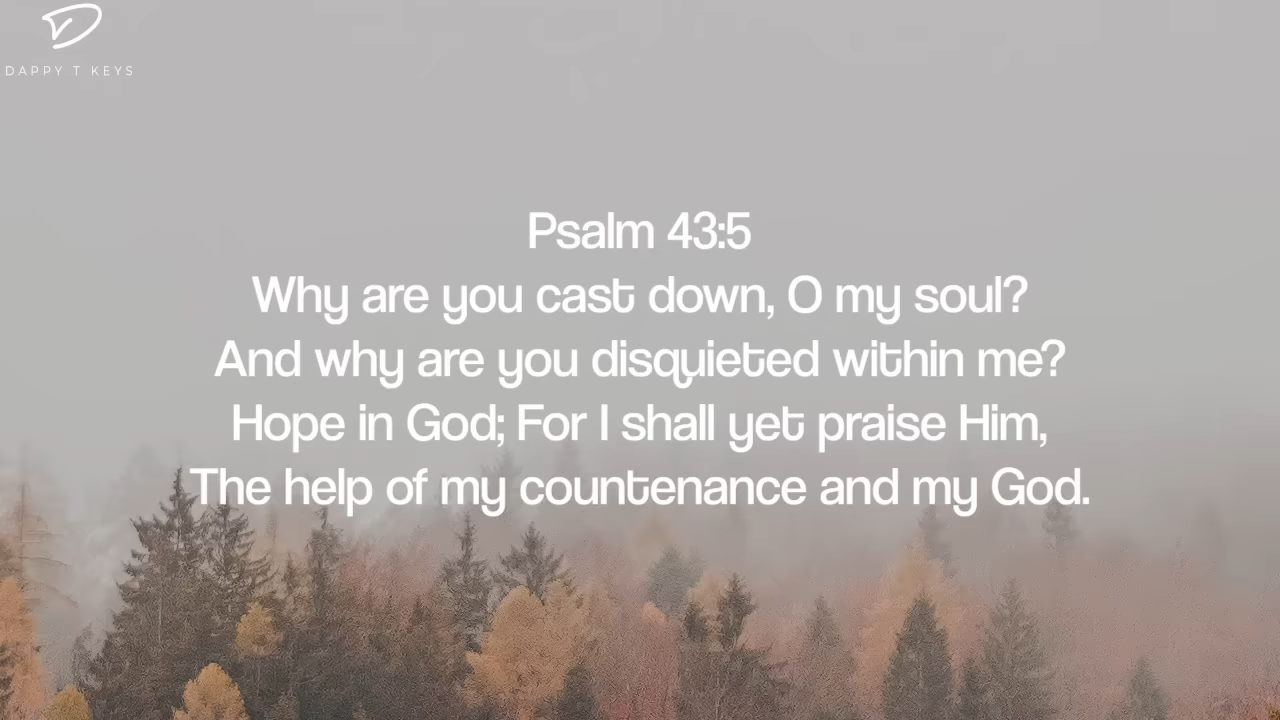 DAPPY T KEYS
Psalm 43:5
Why are you cast down, O my soul?
And why are you disquieted within me?
Hope in God; For I shall yet praise Him,
The help of my countenance and my God.